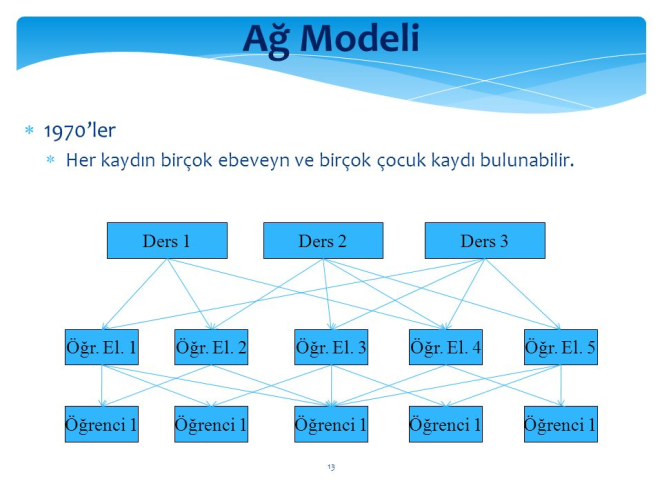 Ağ Modeli
1970’ler
Her kaydın birçok ebeveyn ve birçok çocuk kaydı bulunabilir.
Ders 1
Ders 2
Ders 3
Öğr. El. 1
Öğr. El. 2
Öğr. El. 3
Öğr. El. 4
Öğr. El. 5
Öğrenci 1
Öğrenci 1
Öğrenci 1
Öğrenci 1
Öğrenci 1
13